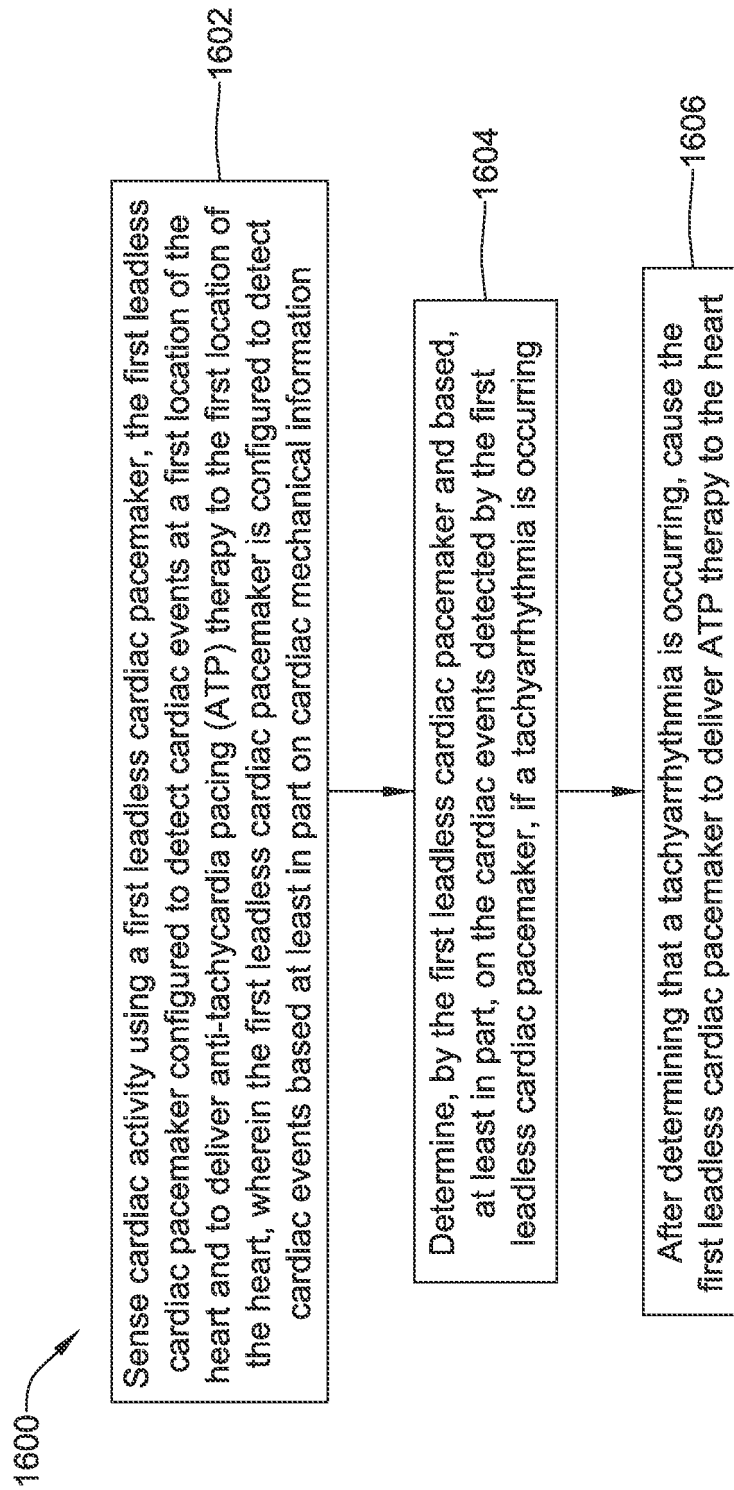 1600
Sense cardiac activity using a first leadless cardiac pacemaker, the first leadless
cardiac pacemaker configured to detect cardiac events at a first location of the
heart and to deliver anti-tachycardia pacing (ATP) therapy to the first location of
the heart, wherein the first leadless cardiac pacemaker is configured to detect
cardiac events based at least in part on cardiac mechanical information
1602
Determine, by the first leadless cardiac pacemaker and based,
at least in part, on the cardiac events detected by the first
leadless cardiac pacemaker, if a tachyarrhythmia is occurring
1604
After determining that a tachyarrhythmia is occurring, cause the
first leadless cardiac pacemaker to deliver ATP therapy to the heart
1606